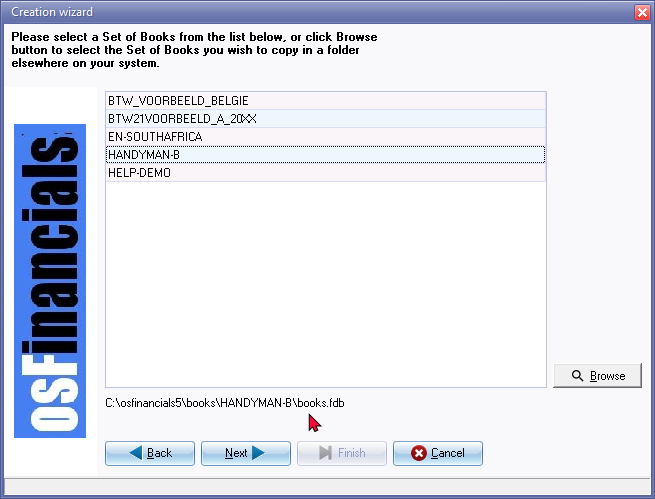 Creation wizard
Please select a Set of Books from the list below, or click Browse
button to select the Set of Books you wish to copy in a folder
elsewhere on your system.
osFinancials
BTW_VOORBEELD_BELGIE
BTW21VOORBEELD_A_20XX
EN-SOUTHAFRICA
HANDYMAN-B
HELP-DEMO
Browse
C:\osfinancials5\books\HANDYMAN-B\books.fdb
Back
Next
Finish
Cancel